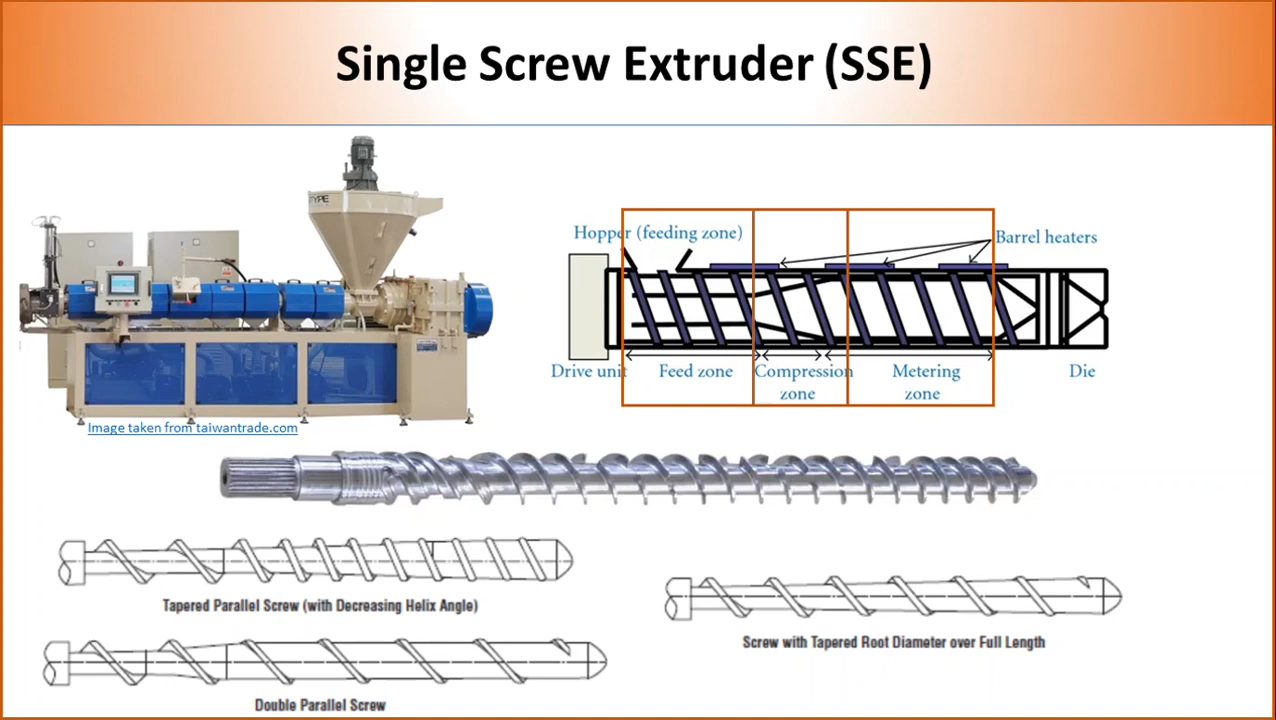 Single Screw Extruder (SSE)
YPE
Hopper (feeding zone)
Barrel heaters
Drive unit
Feed zone
Compression
zone
Metering
zone
Die
Image taken from taiwantrade.com
Tapered Parallel Screw (with Decreasing Helix Angle)
Screw with Tapered Root Diameter over Full Length
Double Parallel Screw